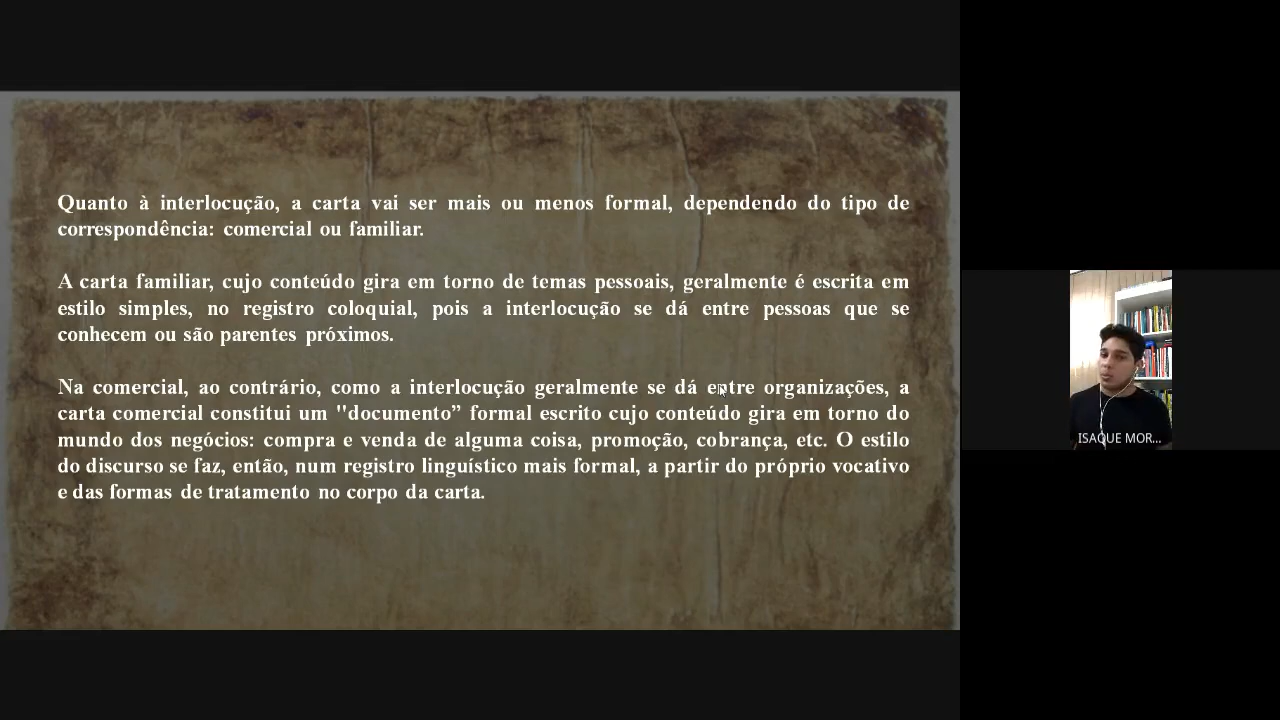 Quanto à interlocução, a carta vai ser mais ou menos formal, dependendo do tipo de
correspondência: comercial ou familiar.
A carta familiar, cujo conteúdo gira em torno de temas pessoais, geralmente é escrita em
estilo simples, no registro coloquial, pois a interlocução se dá entre pessoas que se
conhecem ou são parentes próximos.
Na comercial, ao contrário, como a interlocução geralmente se dá entre organizações, a
carta comercial constitui um "documento” formal escrito cujo conteúdo gira em torno do
mundo dos negócios: compra e venda de alguma coisa, promoção, cobrança, etc. O estilo
do discurso se faz, então, num registro linguístico mais formal, a partir do próprio vocativo
e das formas de tratamento no corpo da carta.
ISAQUE MOR...